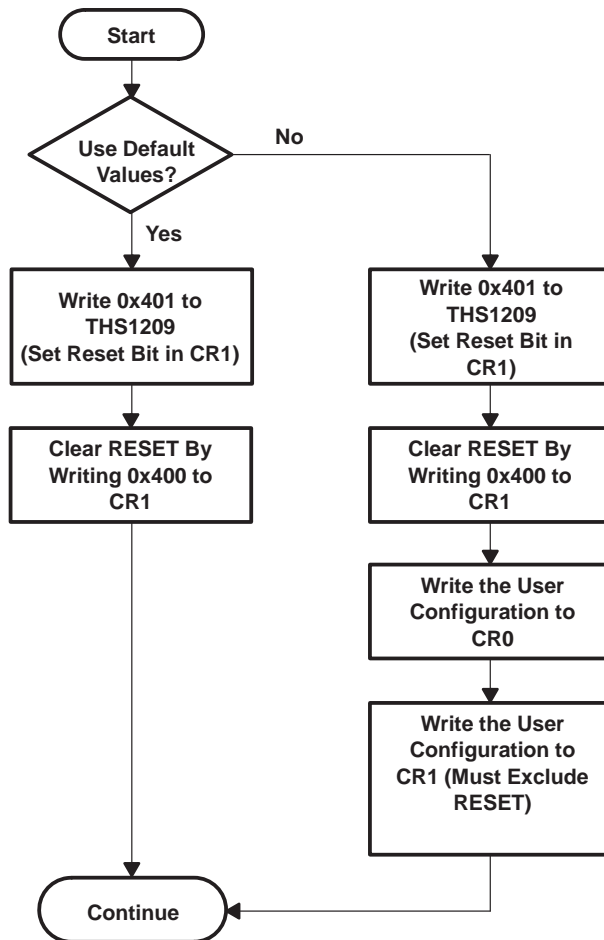 Start
Use Default
Values?
No
Yes
Write 0x401 to
THS1209
(Set Reset Bit in CR1)
Clear RESET By
Writing 0x400 to
CR1
Write 0x401 to
THS1209
(Set Reset Bit in
CR1)
Clear RESET By
Writing 0x400 to
CR1
Write the User
Configuration to
CR0
Write the User
Configuration to
CR1 (Must Exclude
RESET)
Continue